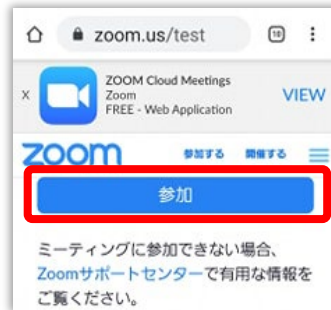 zoom.us/test
10
ZOOM Cloud Meetings
x
Zoom
VIEW
FREE - Web Application
zoom
参加する 開催する
参加
ミーティングに参加できない場合、
Zoomサポートセンターで有用な情報を
ご覧ください。